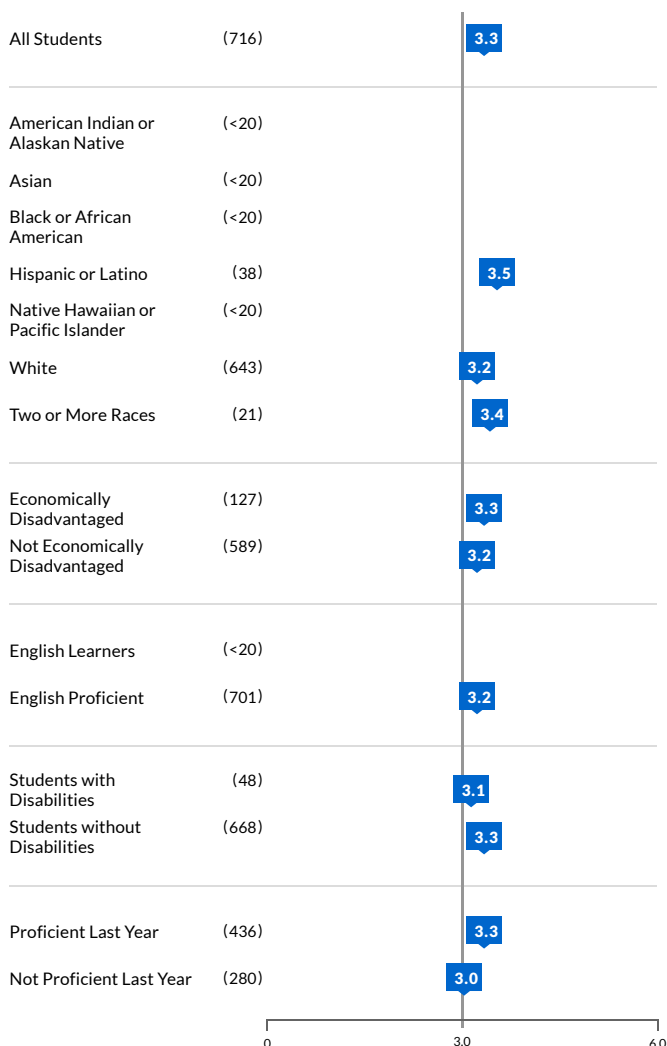 All Students (716) 3.3
American Indian or (<20)
Alaskan Native
Asian (<20)
Black or African (<20)
American
Hispanic or Latino (38) 3.5
Native Hawaiian or (<20)
Pacific Islander
White (643) 3.2
Two or More Races (21) 3.4
Economically (127)
Disadvantaged 3.3
Not Economically (589)
Disadvantaged 3.2
English Learners (<20)
English Proficient (701) 3.2
Students with (48)
Disabilities 3.1
Students without (668)
Disabilities 3.3
Proficient Last Year (436) 3.3
Not Proficient Last Year (280) 3.0
0 3.0 6.0